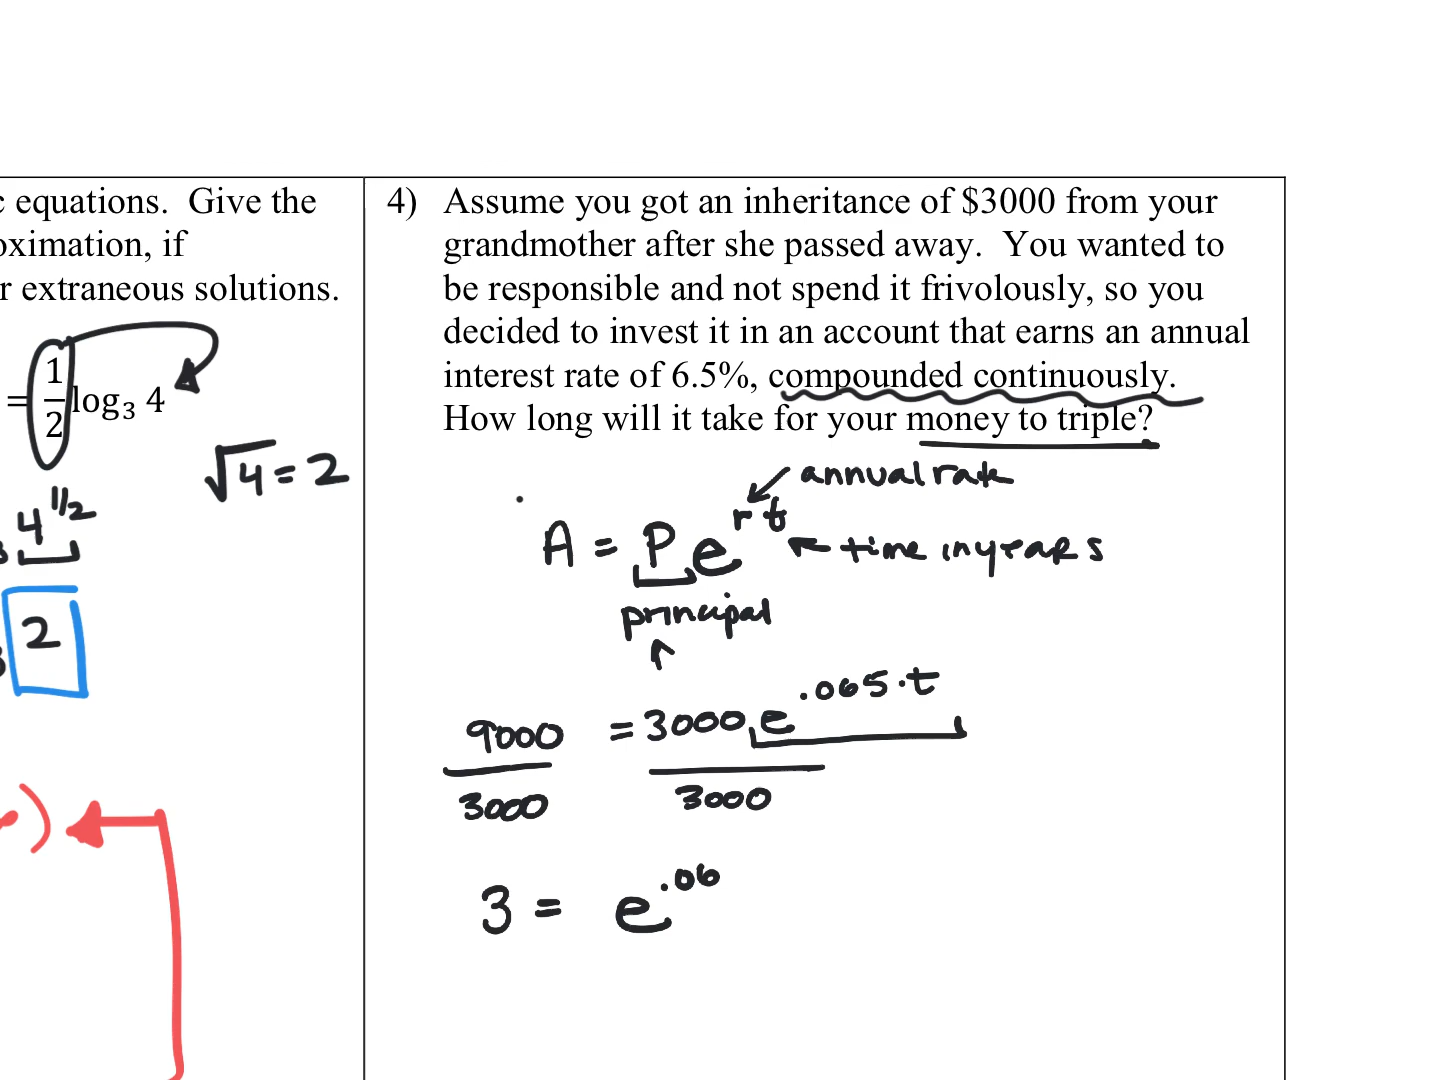 c equations. Give the
oximation, if
r extraneous solutions.
= 1/2 log₃ 4
√4 = 2
4^1/2
2
)
4) Assume you got an inheritance of $3000 from your
grandmother after she passed away. You wanted to
be responsible and not spend it frivolously, so you
decided to invest it in an account that earns an annual
interest rate of 6.5%, compounded continuously.
How long will it take for your money to triple?
annual rate
A = Pe^rt
time in years
principal
9000 = 3000 e^.065·t
3000 3000
3 = e^.06